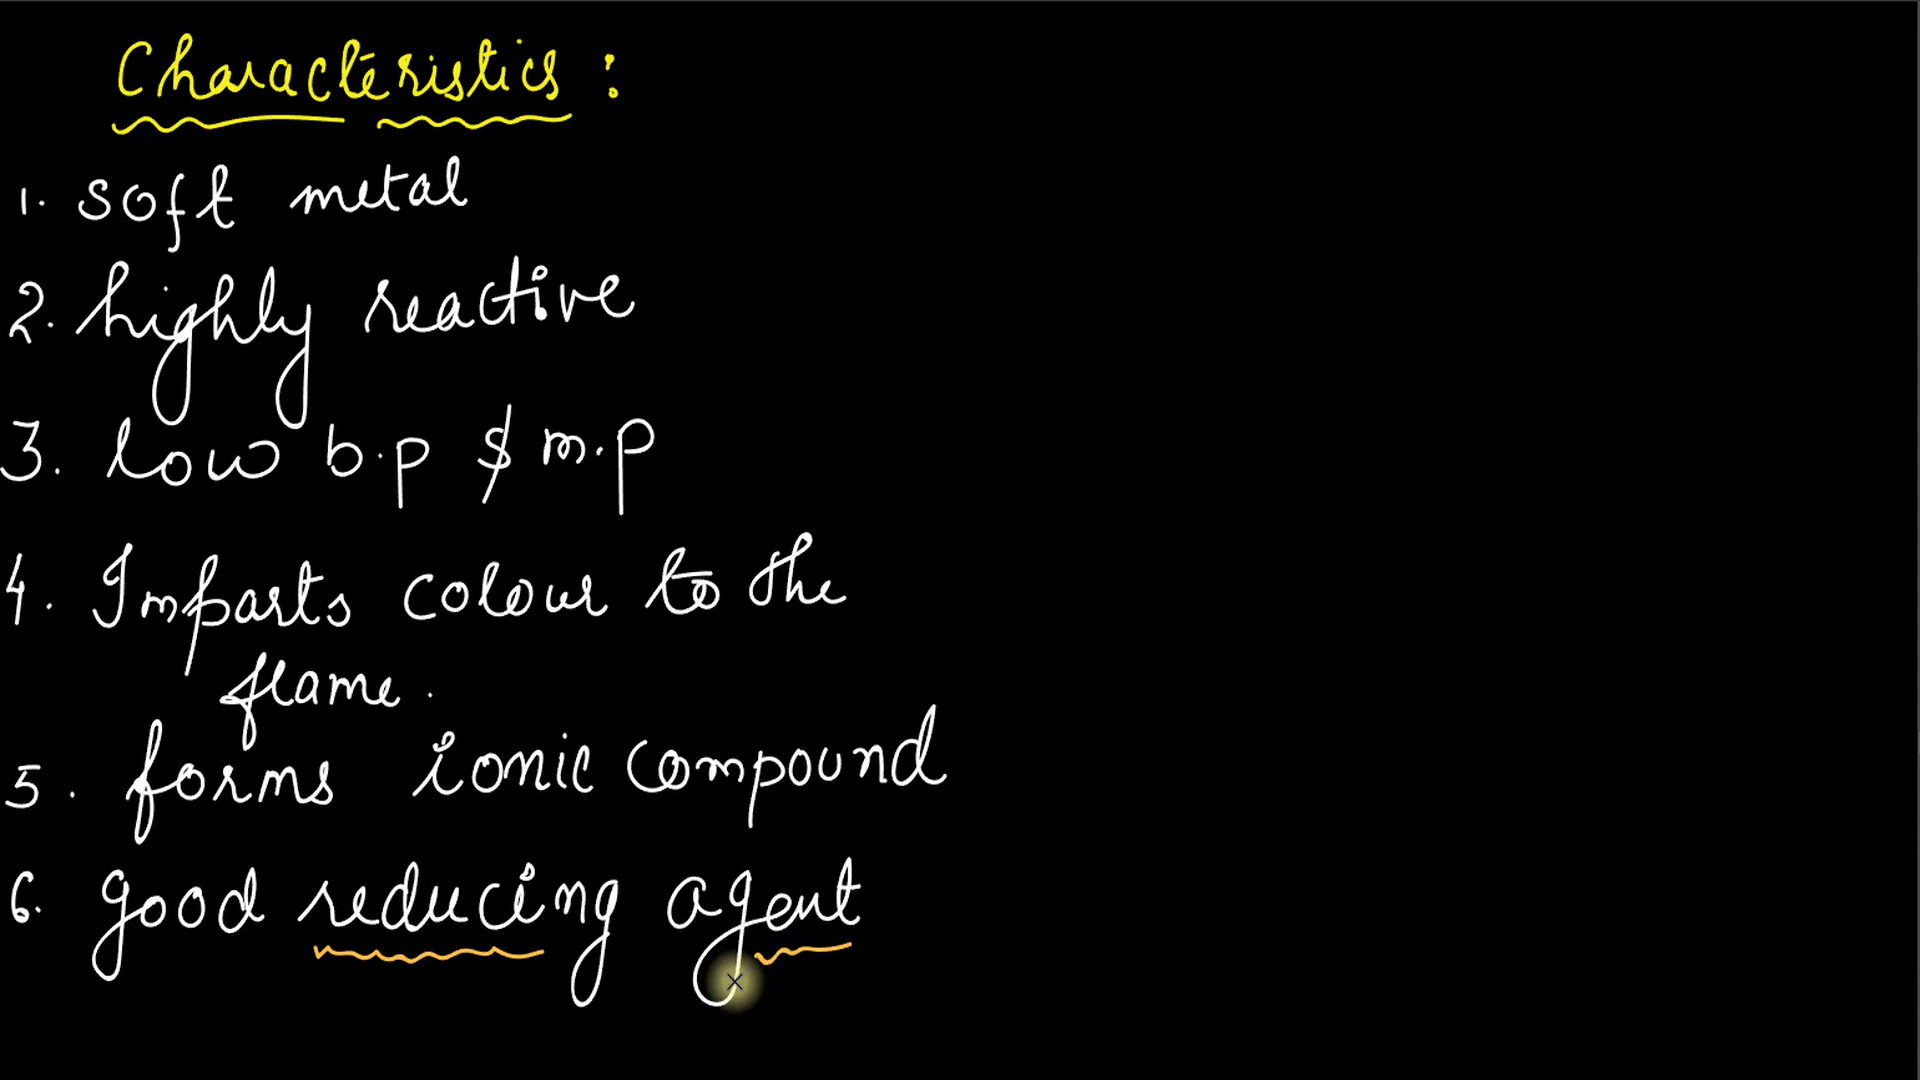 Characteristics :
1. soft metal
2. highly reactive
3. low b.p & m.p
4. Imparts colour to the
flame.
5. forms ionic compound
6. good reducing agent